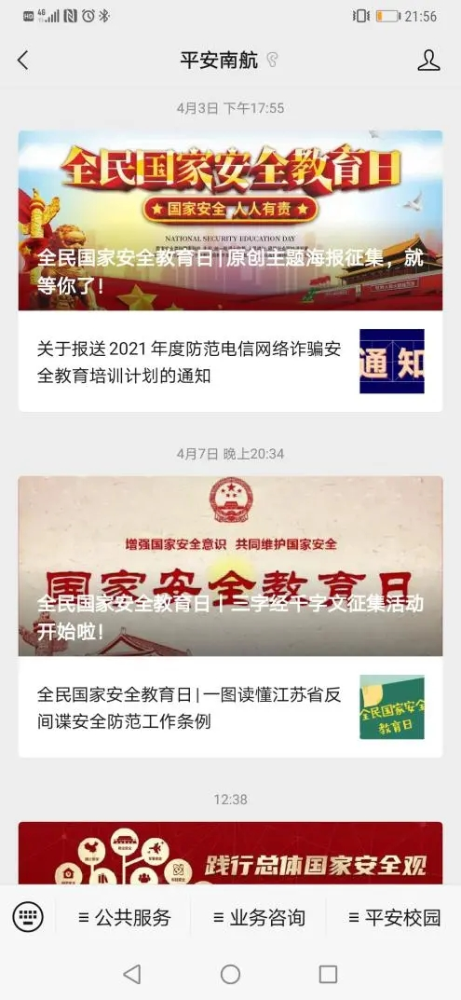 HD 4G 21:56
平安南航
4月3日 下午17:55
全民国家安全教育日
★国家安全 人人有责★
NATIONAL SECURITY EDUCATION DAY
全民国家安全教育日|原创主题海报征集，就
等你了！
关于报送2021年度防范电信网络诈骗安
全教育培训计划的通知
通知
4月7日 晚上20:34
增强国家安全意识 共同维护国家安全
国家安全教育日
全民国家安全教育日丨三字经千字文征集活动
开始啦！
全民国家安全教育日|一图读懂江苏省反
间谍安全防范工作条例
全民国家安全
教育日
12:38
践行总体国家安全观
≡ 公共服务
≡ 业务咨询
≡ 平安校园